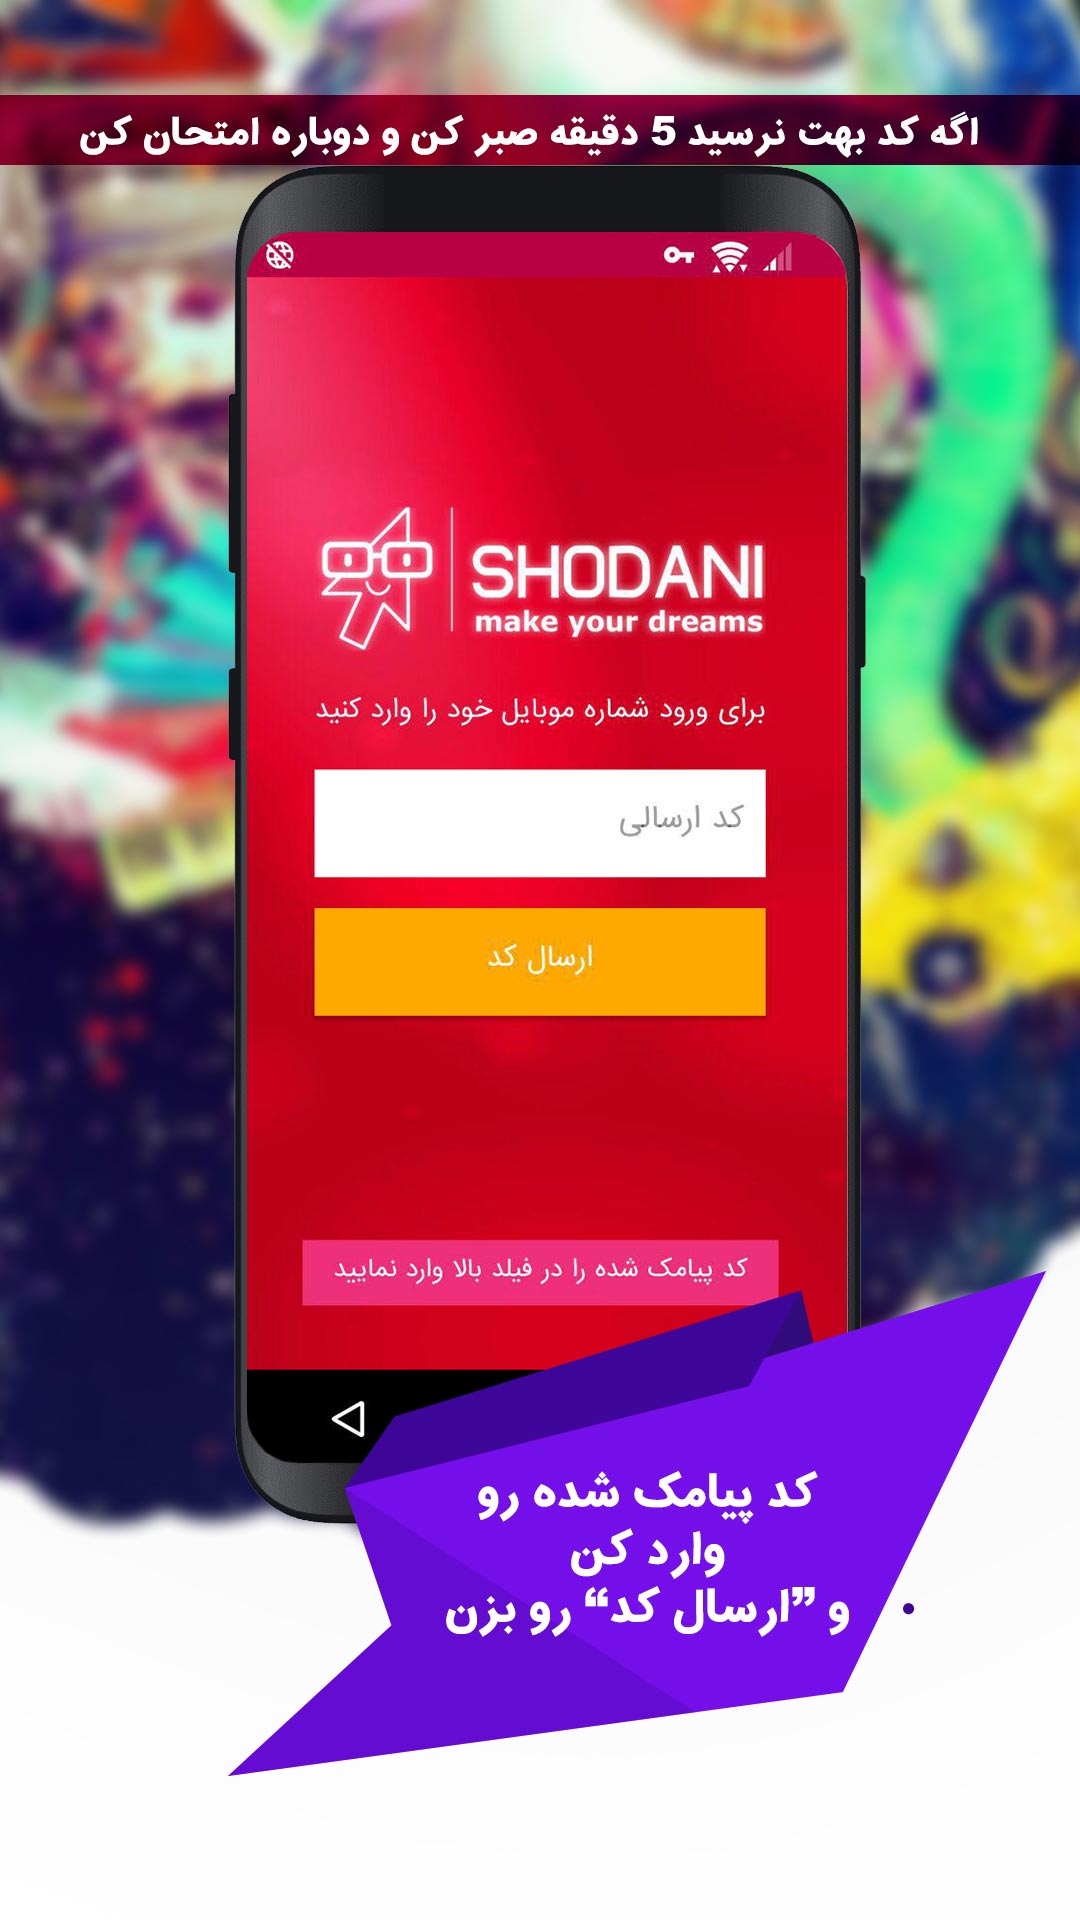 اگه کد بهت نرسید 5 دقیقه صبر کن و دوباره امتحان کن
SHODANI
make your dreams
برای ورود شماره موبایل خود را وارد کنید
کد ارسالی
ارسال کد
کد پیامک شده را در فیلد بالا وارد نمایید
کد پیامک شده رو
وارد کن
و ”ارسال کد“ رو بزن